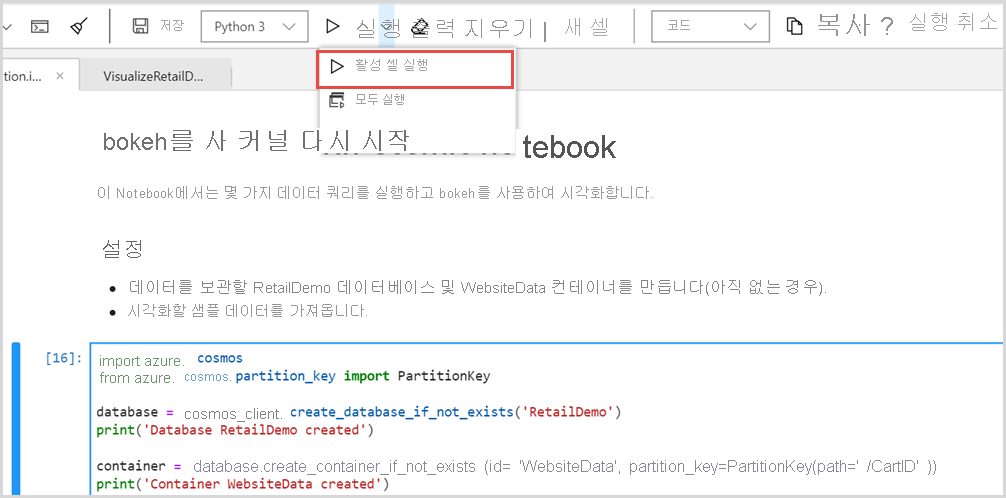 저장 Python 3 실행 출력 지우기 | 새 셀 코드 복사 ? 실행 취소
tion.i... × VisualizeRetailD...
활성 셀 실행
모두 실행
bokeh를 사 커널 다시 시작 tebook
이 Notebook에서는 몇 가지 데이터 쿼리를 실행하고 bokeh를 사용하여 시각화합니다.
설정
• 데이터를 보관할 RetailDemo 데이터베이스 및 WebsiteData 컨테이너를 만듭니다(아직 없는 경우).
• 시각화할 샘플 데이터를 가져옵니다.
[16]: import azure. cosmos
from azure. cosmos. partition_key import PartitionKey
database = cosmos_client. create_database_if_not_exists('RetailDemo')
print('Database RetailDemo created')
container = database.create_container_if_not_exists (id= 'WebsiteData', partition_key=PartitionKey(path=' /CartID' ))
print('Container WebsiteData created')